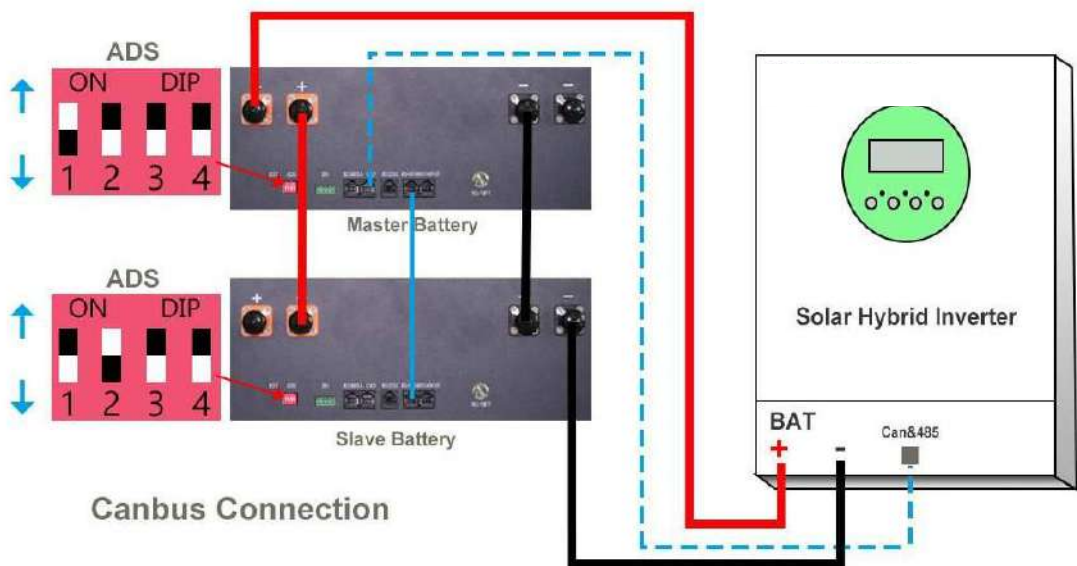 ADS
ON DIP
1 2 3 4
+
- -
Master Battery
ADS
ON DIP
1 2 3 4
+
-
Slave Battery
Canbus Connection
Solar Hybrid Inverter
BAT
Can&485
+ -